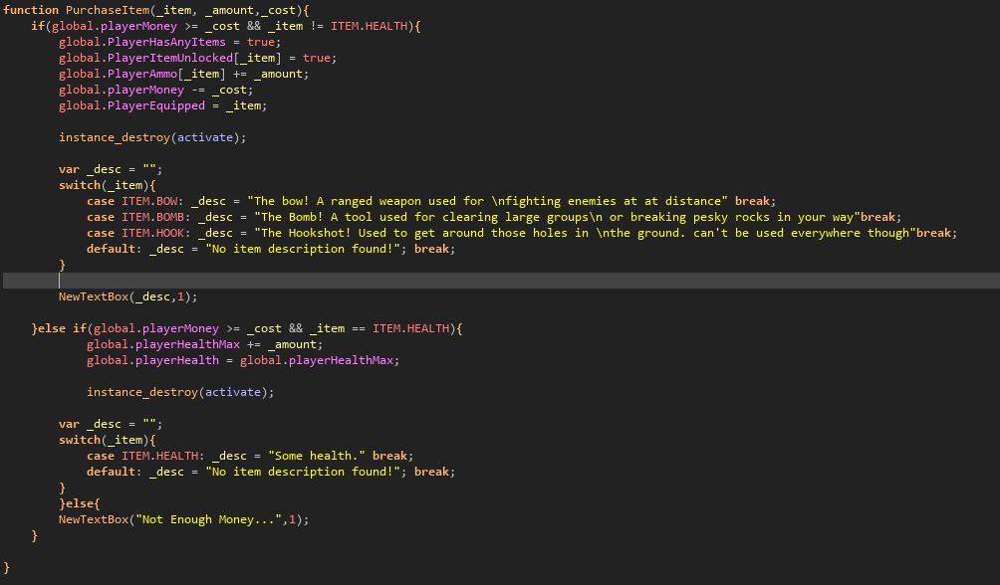 function PurchaseItem(_item, _amount,_cost){
if(global.playerMoney >= _cost && _item != ITEM.HEALTH){
global.PlayerHasAnyItems = true;
global.PlayerItemUnlocked[_item] = true;
global.PlayerAmmo[_item] += _amount;
global.playerMoney -= _cost;
global.PlayerEquipped = _item;
instance_destroy(activate);
var _desc = "";
switch(_item){
case ITEM.BOW: _desc = "The bow! A ranged weapon used for \nfighting enemies at at distance" break;
case ITEM.BOMB: _desc = "The Bomb! A tool used for clearing large groups\n or breaking pesky rocks in your way"break;
case ITEM.HOOK: _desc = "The Hookshot! Used to get around those holes in \nthe ground. can't be used everywhere though"break;
default: _desc = "No item description found!"; break;
}
NewTextBox(_desc,1);
}else if(global.playerMoney >= _cost && _item == ITEM.HEALTH){
global.playerHealthMax += _amount;
global.playerHealth = global.playerHealthMax;
instance_destroy(activate);
var _desc = "";
switch(_item){
case ITEM.HEALTH: _desc = "Some health." break;
default: _desc = "No item description found!"; break;
}
}else{
NewTextBox("Not Enough Money...",1);
}
}